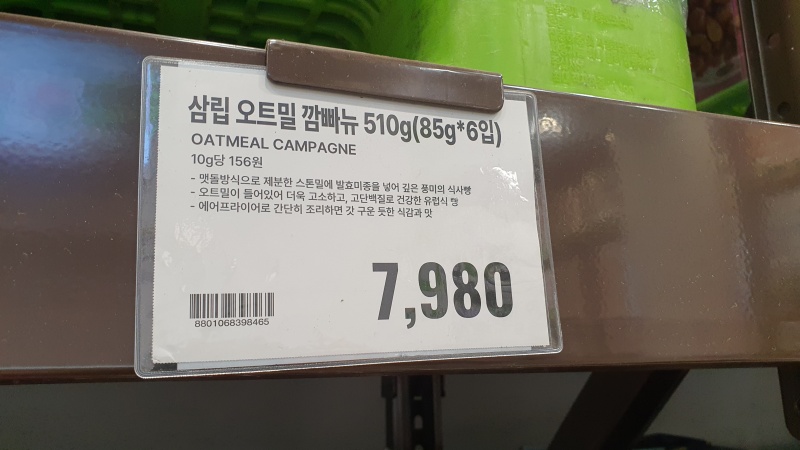 삼립 오트밀 깜빠뉴 510g(85g*6입)
OATMEAL CAMPAGNE
10g당 156원
- 맷돌방식으로 제분한 스톤밀에 발효미종을 넣어 깊은 풍미의 식사빵
- 오트밀이 들어있어 더욱 고소하고, 고단백질로 건강한 유럽식 빵
- 에어프라이어로 간단히 조리하면 갓 구운 듯한 식감과 맛
7,980
8801068398465